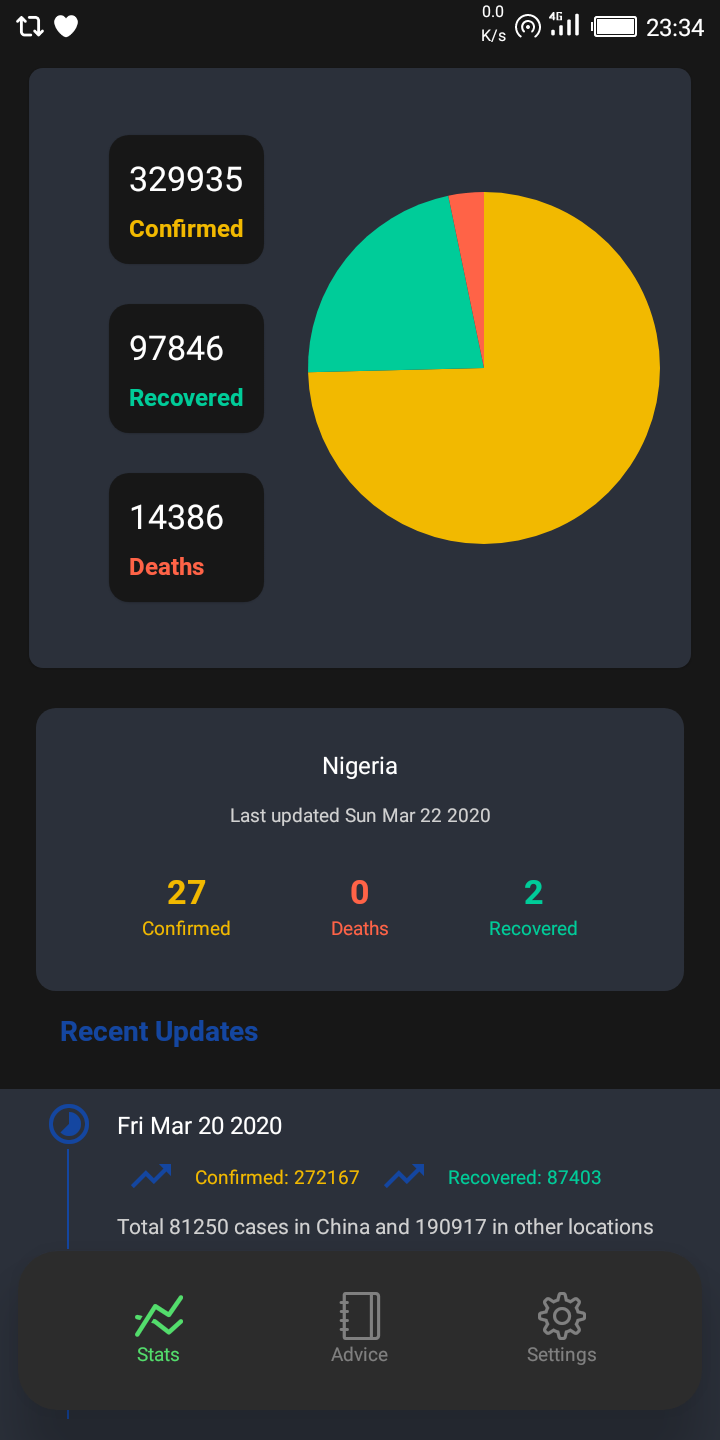 0.0
K/s
4G
23:34
329935
Confirmed
97846
Recovered
14386
Deaths
Nigeria
Last updated Sun Mar 22 2020
27
0
2
Confirmed
Deaths
Recovered
Recent Updates
Fri Mar 20 2020
Confirmed: 272167
Recovered: 87403
Total 81250 cases in China and 190917 in other locations
Stats
Advice
Settings